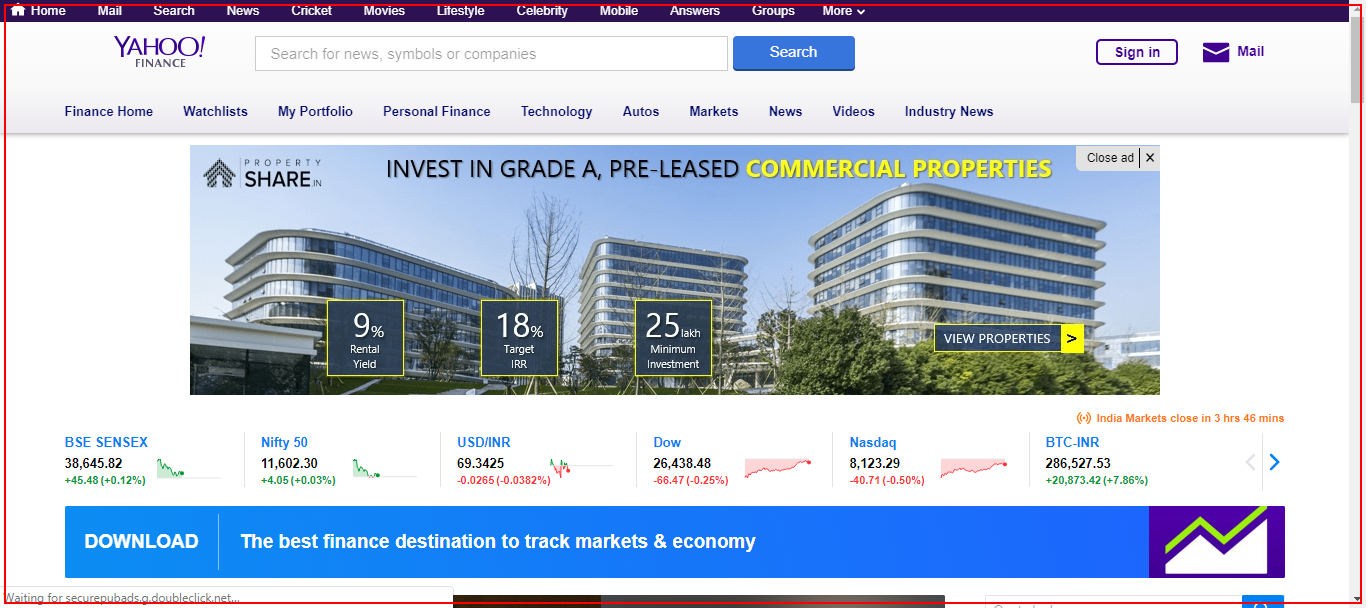 Home Mail Search News Cricket Movies Lifestyle Celebrity Mobile Answers Groups More
YAHOO!
FINANCE
Search for news, symbols or companies
Search
Sign in
Mail
Finance Home Watchlists My Portfolio Personal Finance Technology Autos Markets News Videos Industry News
PROPERTY
SHARE.IN
INVEST IN GRADE A, PRE-LEASED COMMERCIAL PROPERTIES
Close ad X
9%
Rental
Yield
18%
Target
IRR
25 lakh
Minimum
Investment
VIEW PROPERTIES >
India Markets close in 3 hrs 46 mins
BSE SENSEX
38,645.82
+45.48 (+0.12%)
Nifty 50
11,602.30
+4.05 (+0.03%)
USD/INR
69.3425
-0.0265 (-0.0382%)
Dow
26,438.48
-66.47 (-0.25%)
Nasdaq
8,123.29
-40.71 (-0.50%)
BTC-INR
286,527.53
+20,873.42 (+7.86%)
DOWNLOAD
The best finance destination to track markets & economy
Waiting for securepubads.g.doubleclick.net...